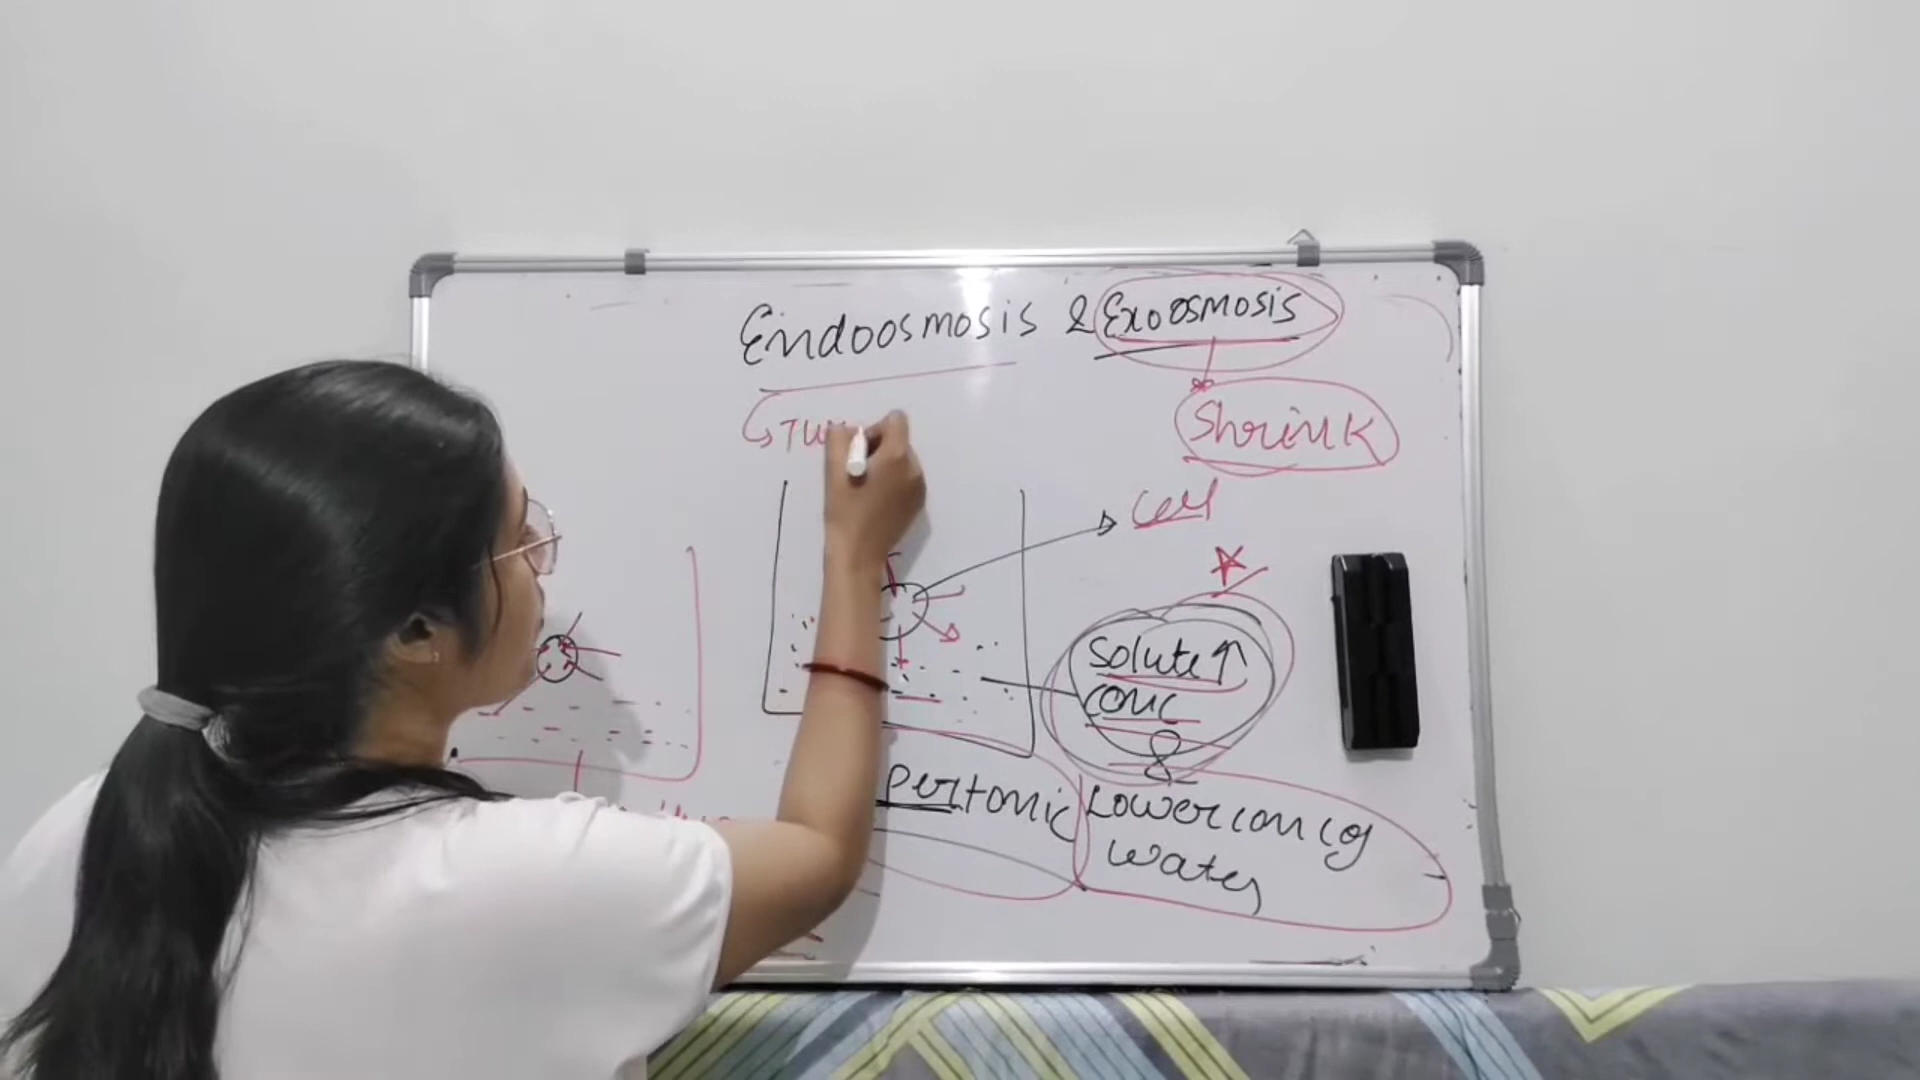 Endoosmosis & Exoosmosis
Shrink
Cell
Solute ↑
conc
&
Lower conc of
water
pertonic